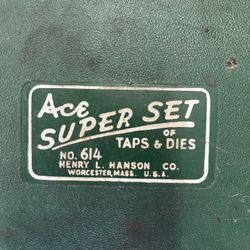 Ace
SUPER SET
OF
TAPS & DIES
NO. 614
HENRY L. HANSON CO.
WORCESTER, MASS. U.S.A.